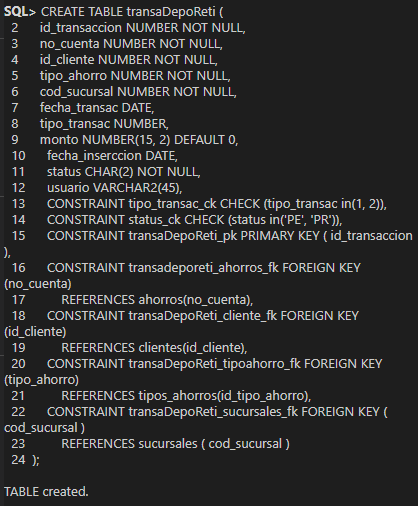 SQL> CREATE TABLE transaDepoReti (
2 id_transaccion NUMBER NOT NULL,
3 no_cuenta NUMBER NOT NULL,
4 id_cliente NUMBER NOT NULL,
5 tipo_ahorro NUMBER NOT NULL,
6 cod_sucursal NUMBER NOT NULL,
7 fecha_transac DATE,
8 tipo_transac NUMBER,
9 monto NUMBER(15, 2) DEFAULT 0,
10 fecha_inserccion DATE,
11 status CHAR(2) NOT NULL,
12 usuario VARCHAR2(45),
13 CONSTRAINT tipo_transac_ck CHECK (tipo_transac in(1, 2)),
14 CONSTRAINT status_ck CHECK (status in('PE', 'PR')),
15 CONSTRAINT transaDepoReti_pk PRIMARY KEY ( id_transaccion
),
16 CONSTRAINT transadeporeti_ahorros_fk FOREIGN KEY
(no_cuenta)
17 REFERENCES ahorros(no_cuenta),
18 CONSTRAINT transaDepoReti_cliente_fk FOREIGN KEY
(id_cliente)
19 REFERENCES clientes(id_cliente),
20 CONSTRAINT transaDepoReti_tipoahorro_fk FOREIGN KEY
(tipo_ahorro)
21 REFERENCES tipos_ahorros(id_tipo_ahorro),
22 CONSTRAINT transaDepoReti_sucursales_fk FOREIGN KEY (
cod_sucursal )
23 REFERENCES sucursales ( cod_sucursal )
24 );
TABLE created.